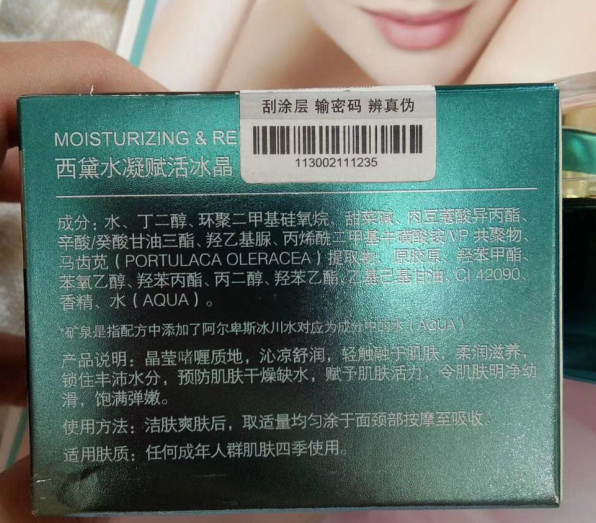 刮涂层 输密码 辨真伪
113002111235
MOISTURIZING & RE
西黛水凝赋活冰晶
成分：水、丁二醇、环聚二甲基硅氧烷、甜菜碱、肉豆蔻酸异丙酯、
辛酸/癸酸甘油三酯、羟乙基脲、丙烯酰二甲基牛磺酸铵/VP 共聚物、
马齿苋（PORTULACA OLERACEA）提取物、原胶原、羟苯甲酯、
苯氧乙醇、羟苯丙酯、丙二醇、羟苯乙酯、乙基己基甘油、CI 42090、
香精、水（AQUA）。
*矿泉是指配方中添加了阿尔卑斯冰川水对应为成分中的水（AQUA）
产品说明：晶莹啫喱质地，沁凉舒润，轻触融于肌肤，柔润滋养，
锁住丰沛水分，预防肌肤干燥缺水，赋予肌肤活力，令肌肤明净幼
滑，饱满弹嫩。
使用方法：洁肤爽肤后，取适量均匀涂于面颈部按摩至吸收。
适用肤质：任何成年人群肌肤四季使用。